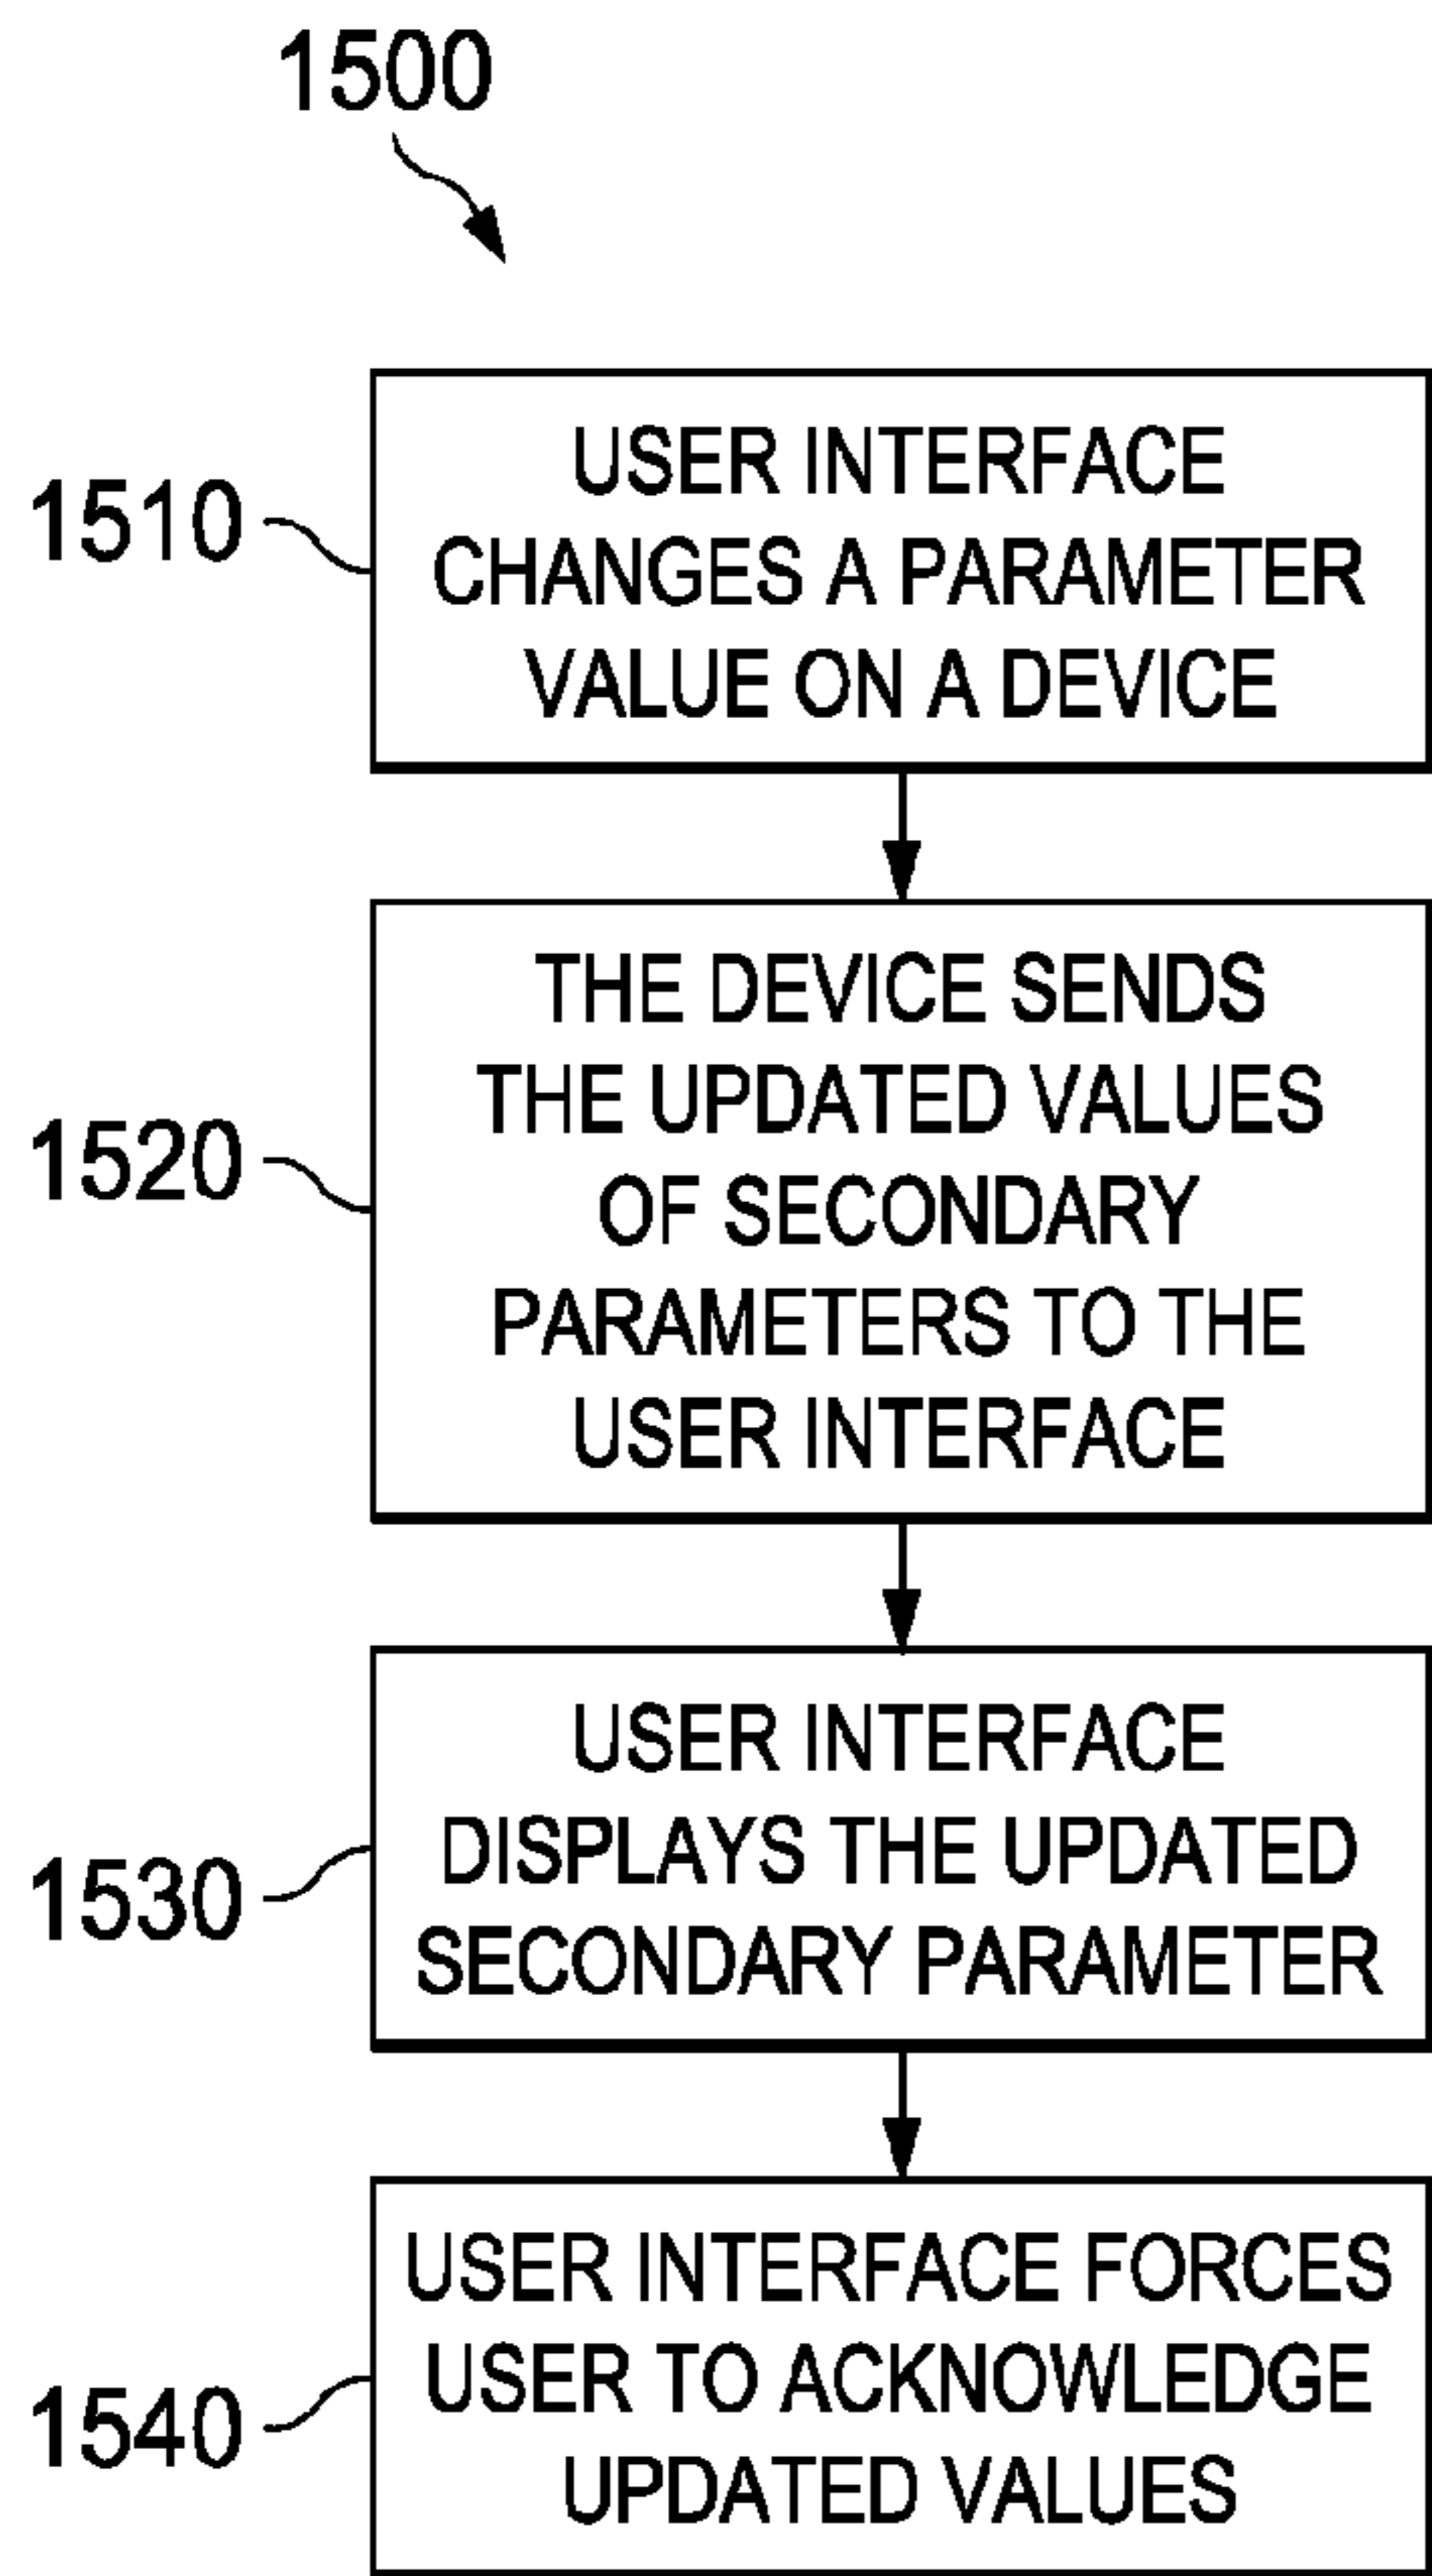 1500
1510
USER INTERFACE
CHANGES A PARAMETER
VALUE ON A DEVICE
1520
THE DEVICE SENDS
THE UPDATED VALUES
OF SECONDARY
PARAMETERS TO THE
USER INTERFACE
1530
USER INTERFACE
DISPLAYS THE UPDATED
SECONDARY PARAMETER
1540
USER INTERFACE FORCES
USER TO ACKNOWLEDGE
UPDATED VALUES